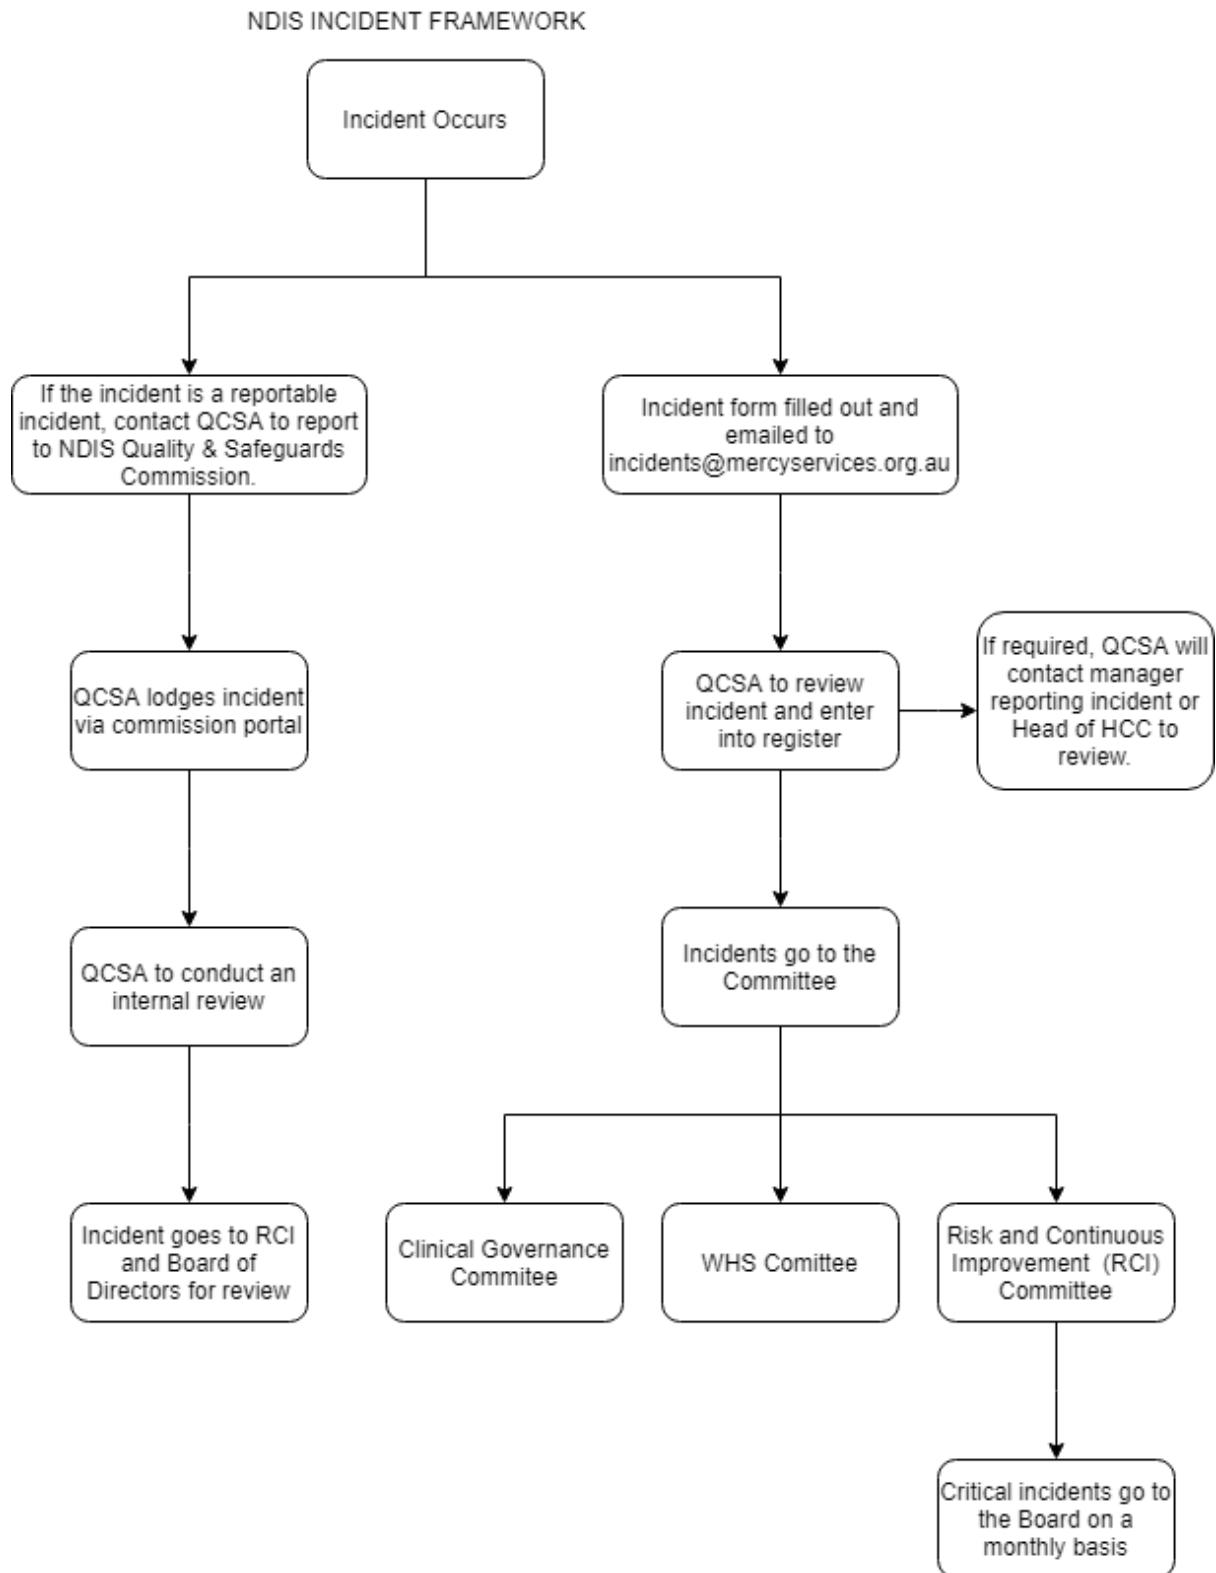 NDIS INCIDENT FRAMEWORK
Incident Occurs
If the incident is a reportable
incident, contact QCSA to report
to NDIS Quality & Safeguards
Commission.
Incident form filled out and
emailed to
incidents@mercyservices.org.au
QCSA lodges incident
via commission portal
QCSA to review
incident and enter
into register
If required, QCSA will
contact manager
reporting incident or
Head of HCC to
review.
QCSA to conduct an
internal review
Incidents go to the
Committee
Incident goes to RCI
and Board of
Directors for review
Clinical Governance
Commitee
WHS Comittee
Risk and Continuous
Improvement (RCI)
Committee
Critical incidents go to
the Board on a
monthly basis